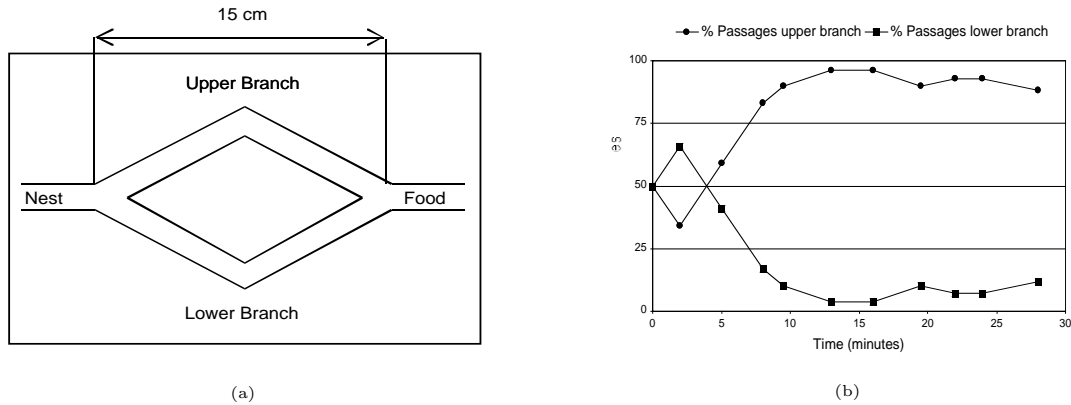 15 cm
Upper Branch
Nest
Food
Lower Branch
(a)
% Passages upper branch
% Passages lower branch
100
75
50
25
0
0 5 10 15 20 25 30
Time (minutes)
(b)